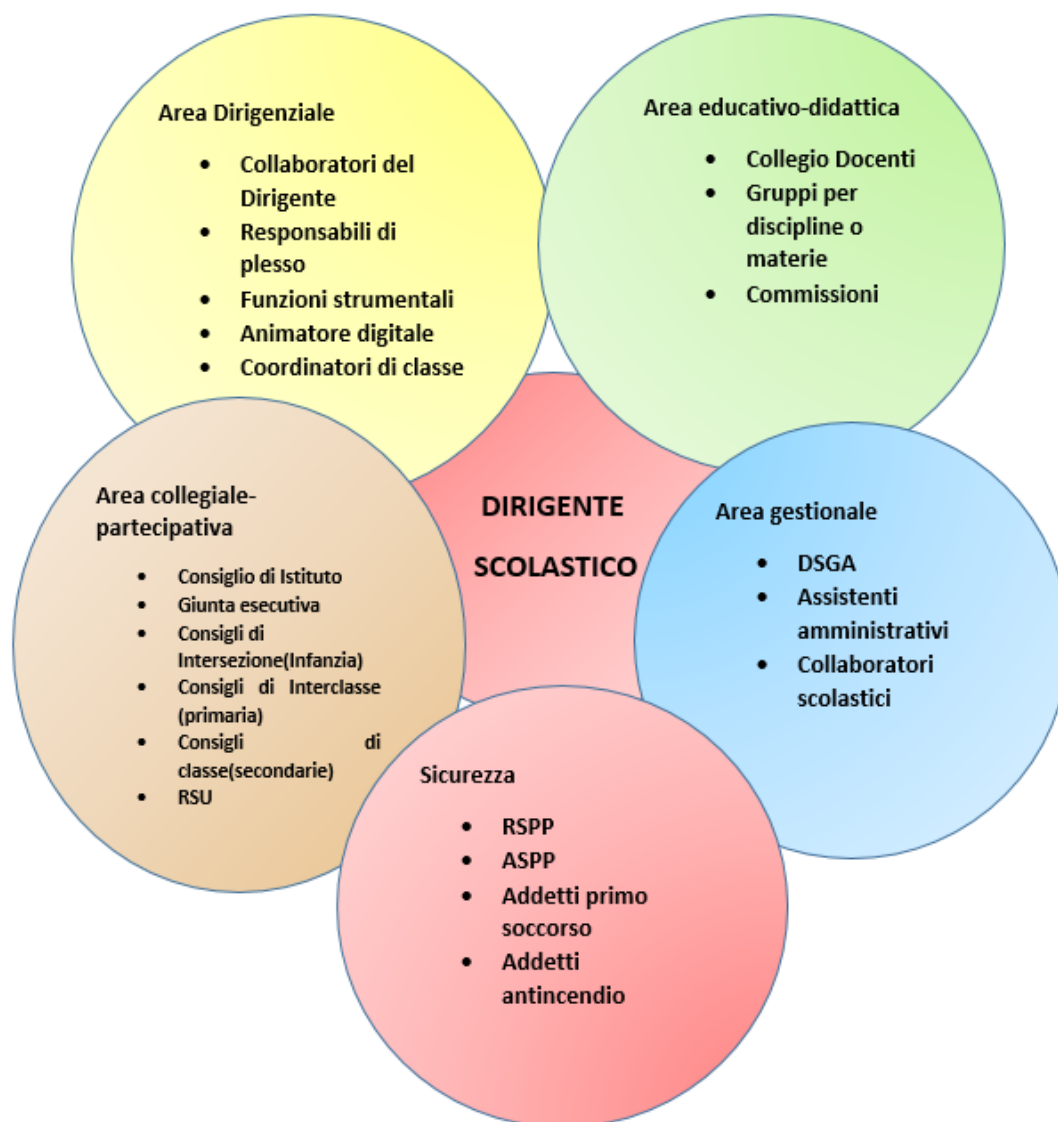 Area Dirigenziale
• Collaboratori del
Dirigente
• Responsabili di
plesso
• Funzioni strumentali
• Animatore digitale
• Coordinatori di classe
Area educativo-didattica
• Collegio Docenti
• Gruppi per
discipline o
materie
• Commissioni
DIRIGENTE
SCOLASTICO
Area collegiale-
partecipativa
• Consiglio di Istituto
• Giunta esecutiva
• Consigli di
Intersezione(Infanzia)
• Consigli di Interclasse
(primaria)
• Consigli di
classe(secondarie)
• RSU
Area gestionale
• DSGA
• Assistenti
amministrativi
• Collaboratori
scolastici
Sicurezza
• RSPP
• ASPP
• Addetti primo
soccorso
• Addetti
antincendio